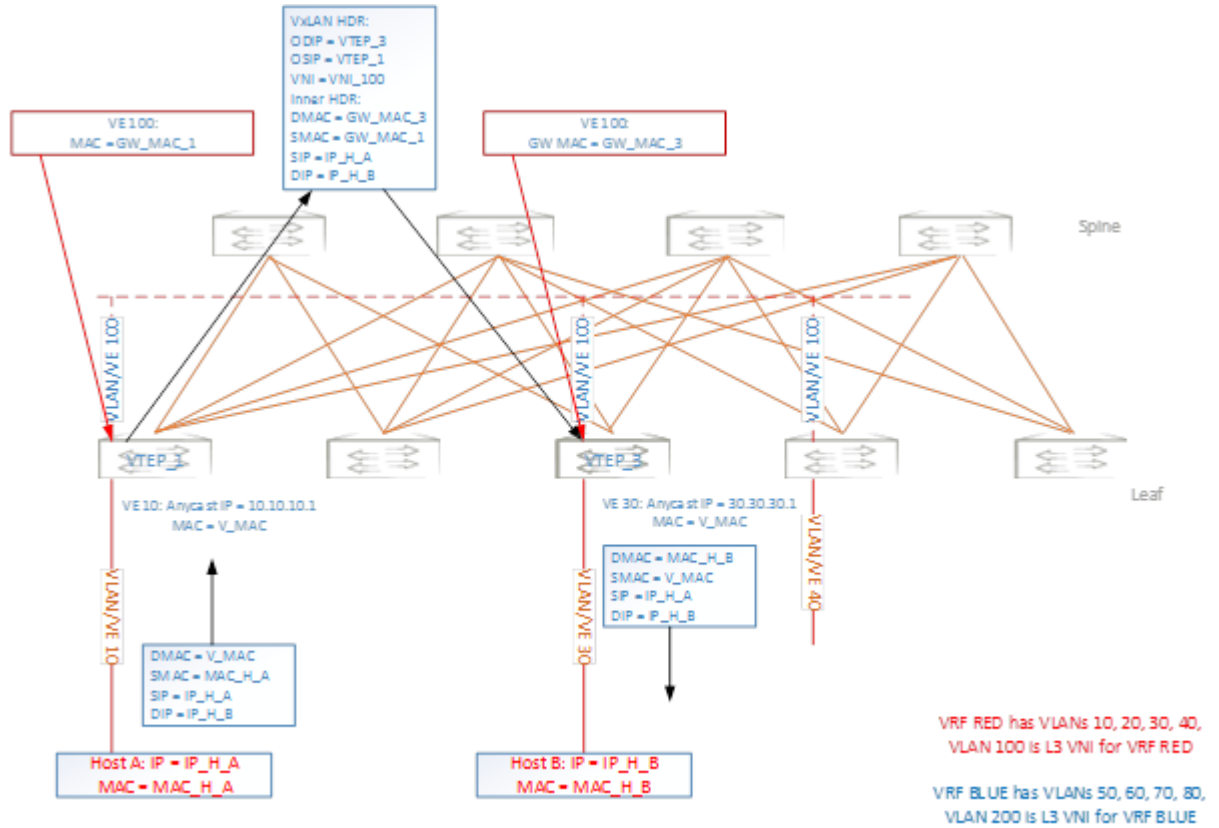 VxLAN HDR:
ODIP = VTEP_3
OSIP = VTEP_1
VNI = VNI_100
Inner HDR:
DMAC = GW_MAC_3
SMAC = GW_MAC_1
SIP = IP_H_A
DIP = IP_H_B
VE 100:
MAC = GW_MAC_1
VE 100:
GW MAC = GW_MAC_3
Spine
VLAN/VE 100
VLAN/VE 100
VLAN/VE 100
VTEP_1
VTEP_3
Leaf
VE 10: Anycast IP = 10.10.10.1
MAC = V_MAC
VE 30: Anycast IP = 30.30.30.1
MAC = V_MAC
VLAN/VE 10
VLAN/VE 30
VLAN/VE 40
DMAC = MAC_H_B
SMAC = V_MAC
SIP = IP_H_A
DIP = IP_H_B
DMAC = V_MAC
SMAC = MAC_H_A
SIP = IP_H_A
DIP = IP_H_B
Host A: IP = IP_H_A
MAC = MAC_H_A
Host B: IP = IP_H_B
MAC = MAC_H_B
VRF RED has VLANs 10, 20, 30, 40,
VLAN 100 is L3 VNI for VRF RED
VRF BLUE has VLANs 50, 60, 70, 80,
VLAN 200 is L3 VNI for VRF BLUE